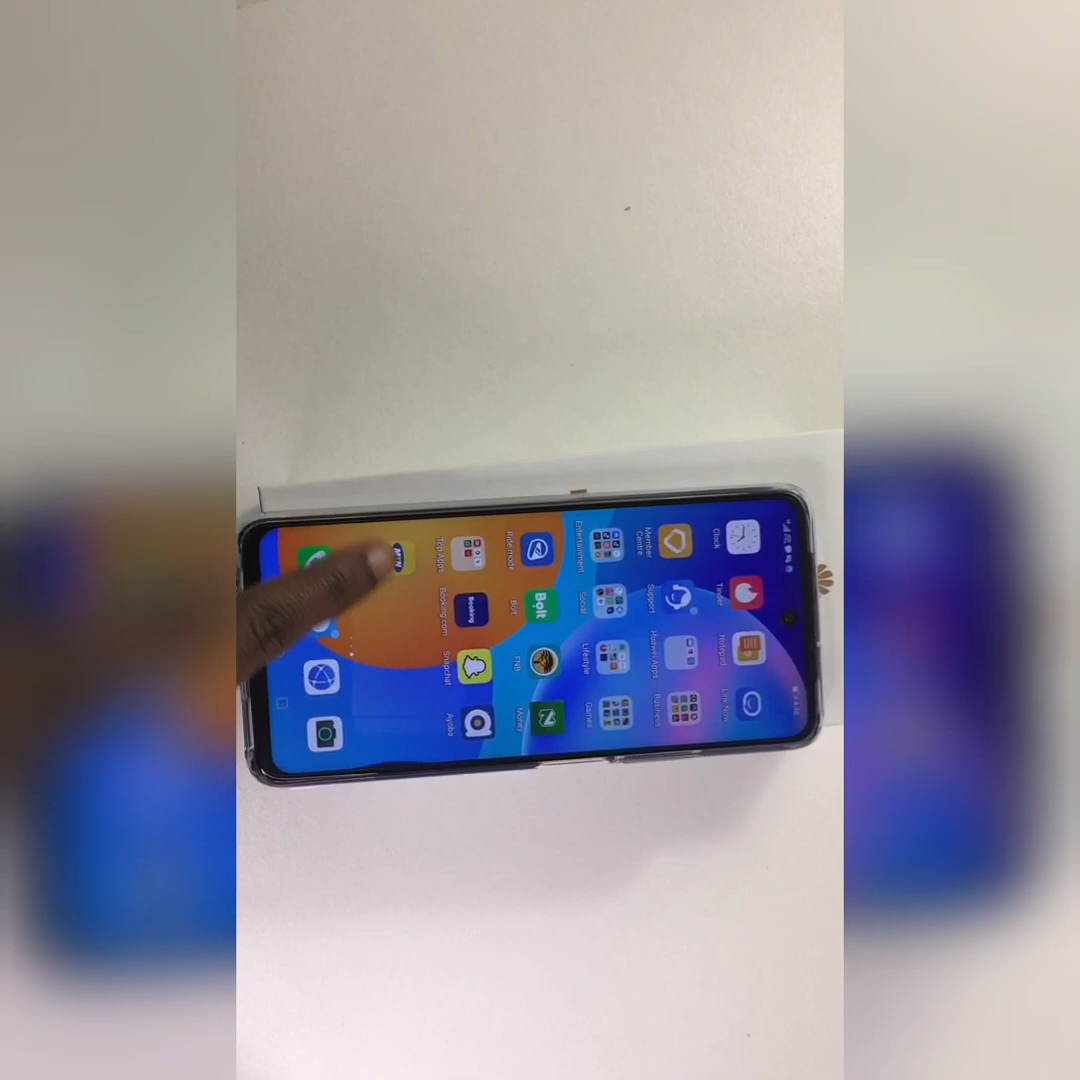 Clock
Tinder
Notepad
Link Now
Member
Centre
Support
Huawei Apps
Business
Entertainment
Social
Lifestyle
Games
Ride mode
Bolt
Bolt
FNB
Money
Top Apps
Booking
Booking.com
Snapchat
Ayoba
MTN